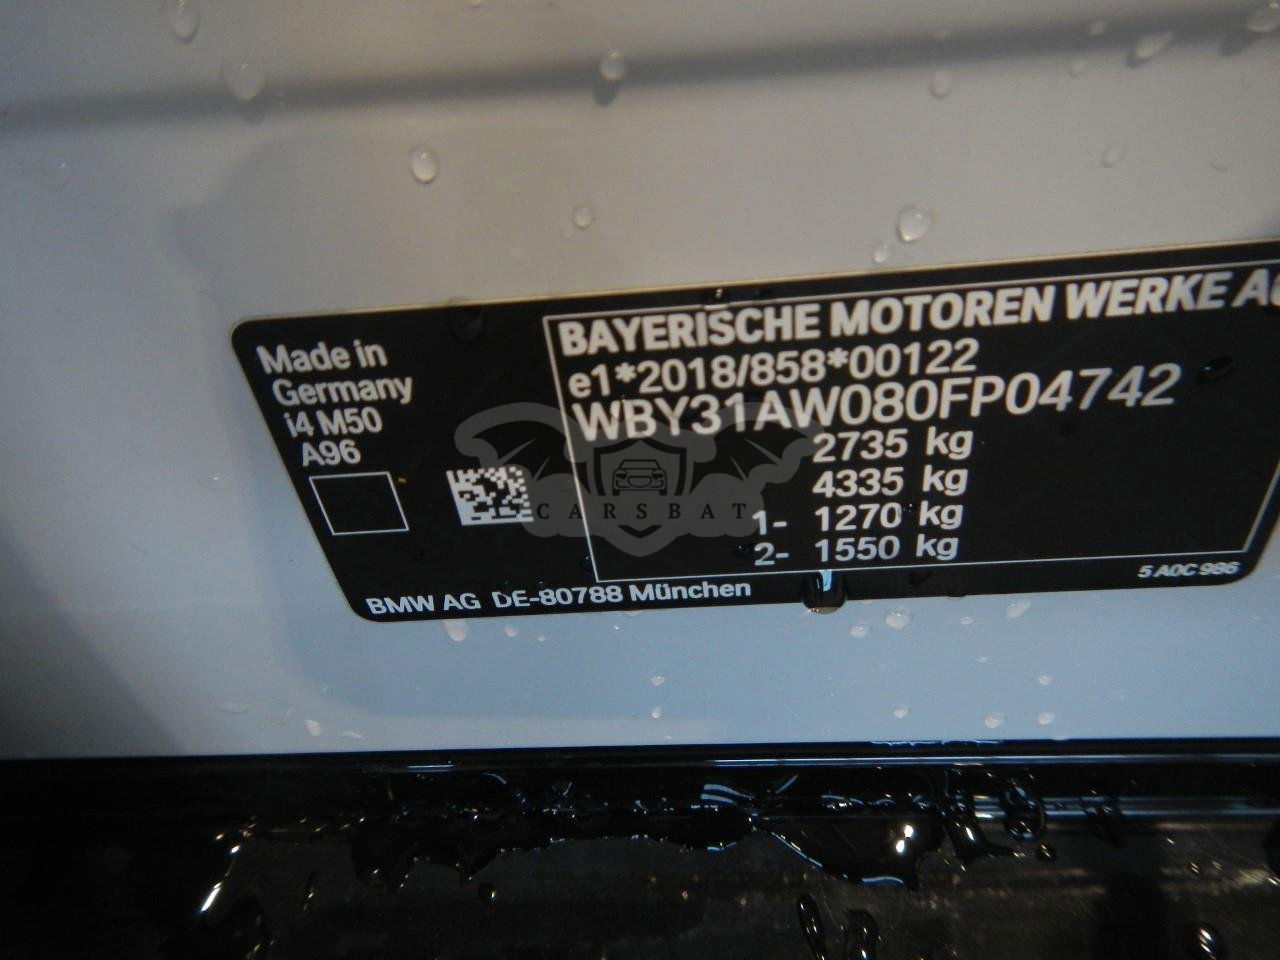 Made in
Germany
i4 M50
A96
BAYERISCHE MOTOREN WERKE AG
e1*2018/858*00122
WBY31AW080FP04742
2735 kg
4335 kg
1- 1270 kg
2- 1550 kg
CARSBAT
5 A0C 986
BMW AG DE-80788 München